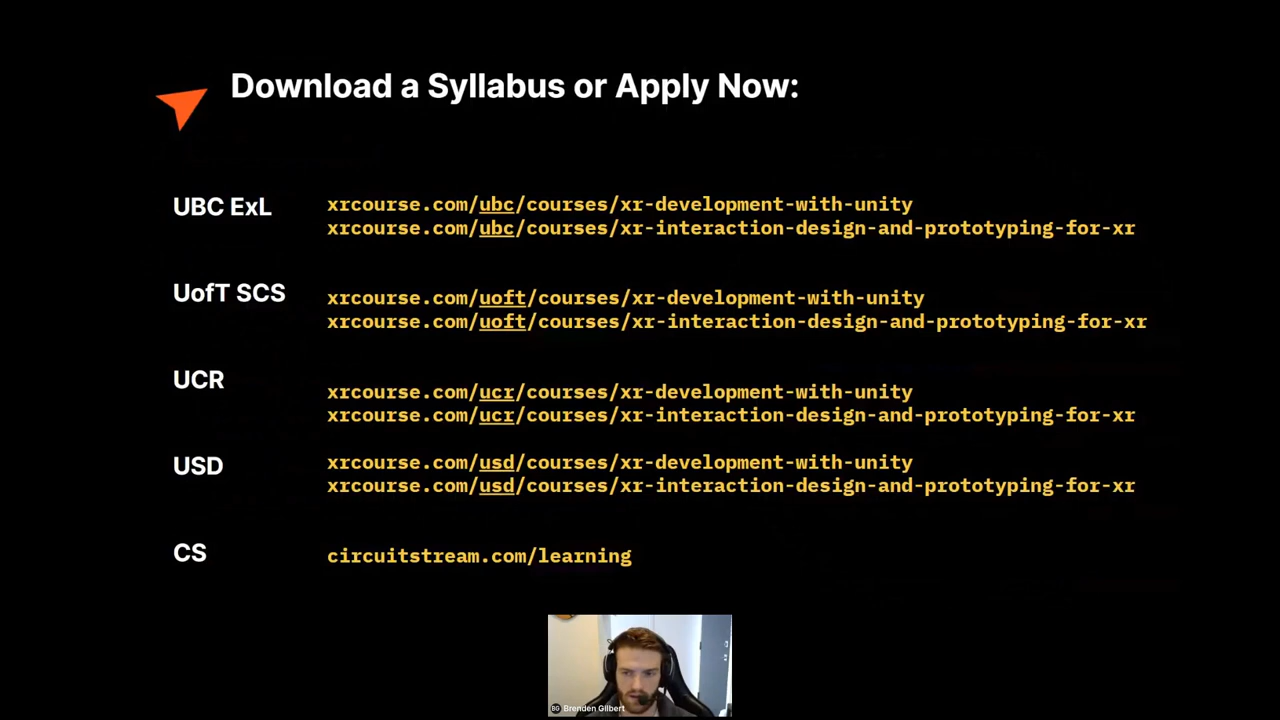 Download a Syllabus or Apply Now:
UBC ExL
xrcourse.com/ubc/courses/xr-development-with-unity
xrcourse.com/ubc/courses/xr-interaction-design-and-prototyping-for-xr
UofT SCS
xrcourse.com/uoft/courses/xr-development-with-unity
xrcourse.com/uoft/courses/xr-interaction-design-and-prototyping-for-xr
UCR
xrcourse.com/ucr/courses/xr-development-with-unity
xrcourse.com/ucr/courses/xr-interaction-design-and-prototyping-for-xr
USD
xrcourse.com/usd/courses/xr-development-with-unity
xrcourse.com/usd/courses/xr-interaction-design-and-prototyping-for-xr
CS
circuitstream.com/learning
BG Brenden Gilbert